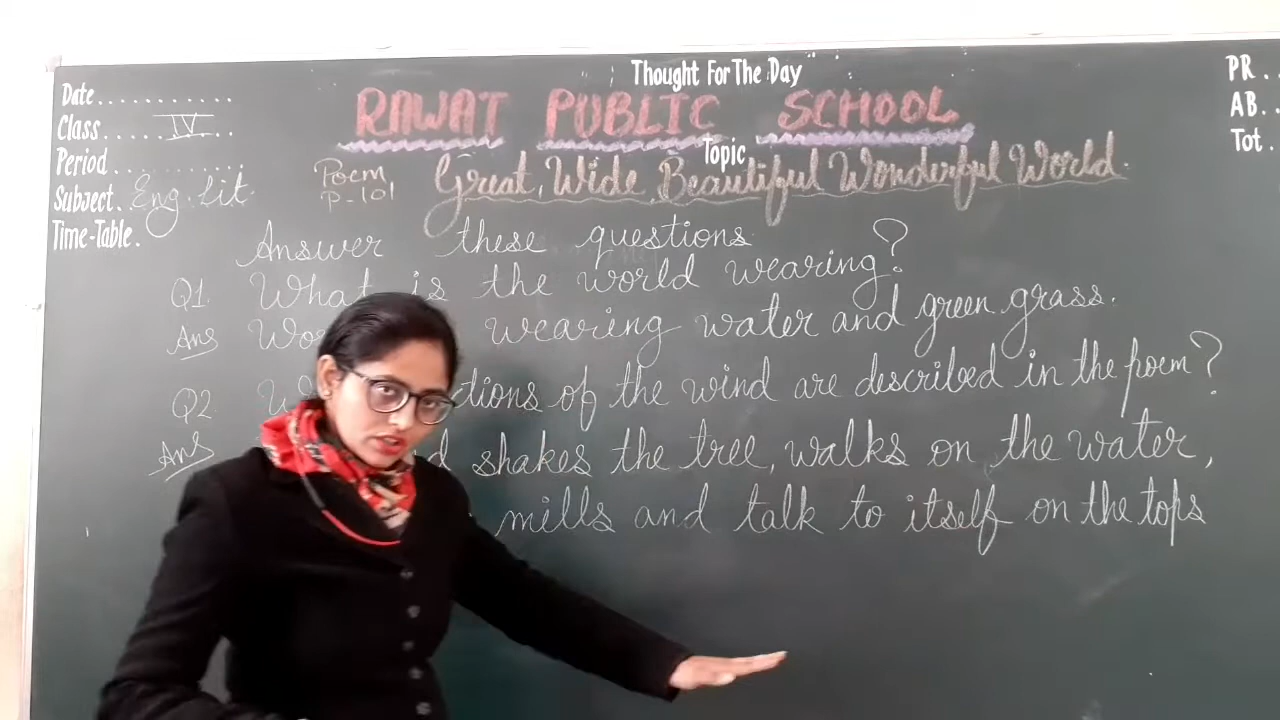 Thought For The Day
Date............
RAWAT PUBLIC SCHOOL
PR..
Class.....IV..
AB..
Period............
Topic
Tot.
Poem
P-101
Great, Wide, Beautiful Wonderful World.
Subject..Eng. Lit.
Time-Table.
Answer these questions
Q1. What is the world wearing?
Ans wearing water and green grass.
Q2. of the wind are described in the poem?
Ans shakes the tree, walks on the water,
mills and talk to itself on the tops